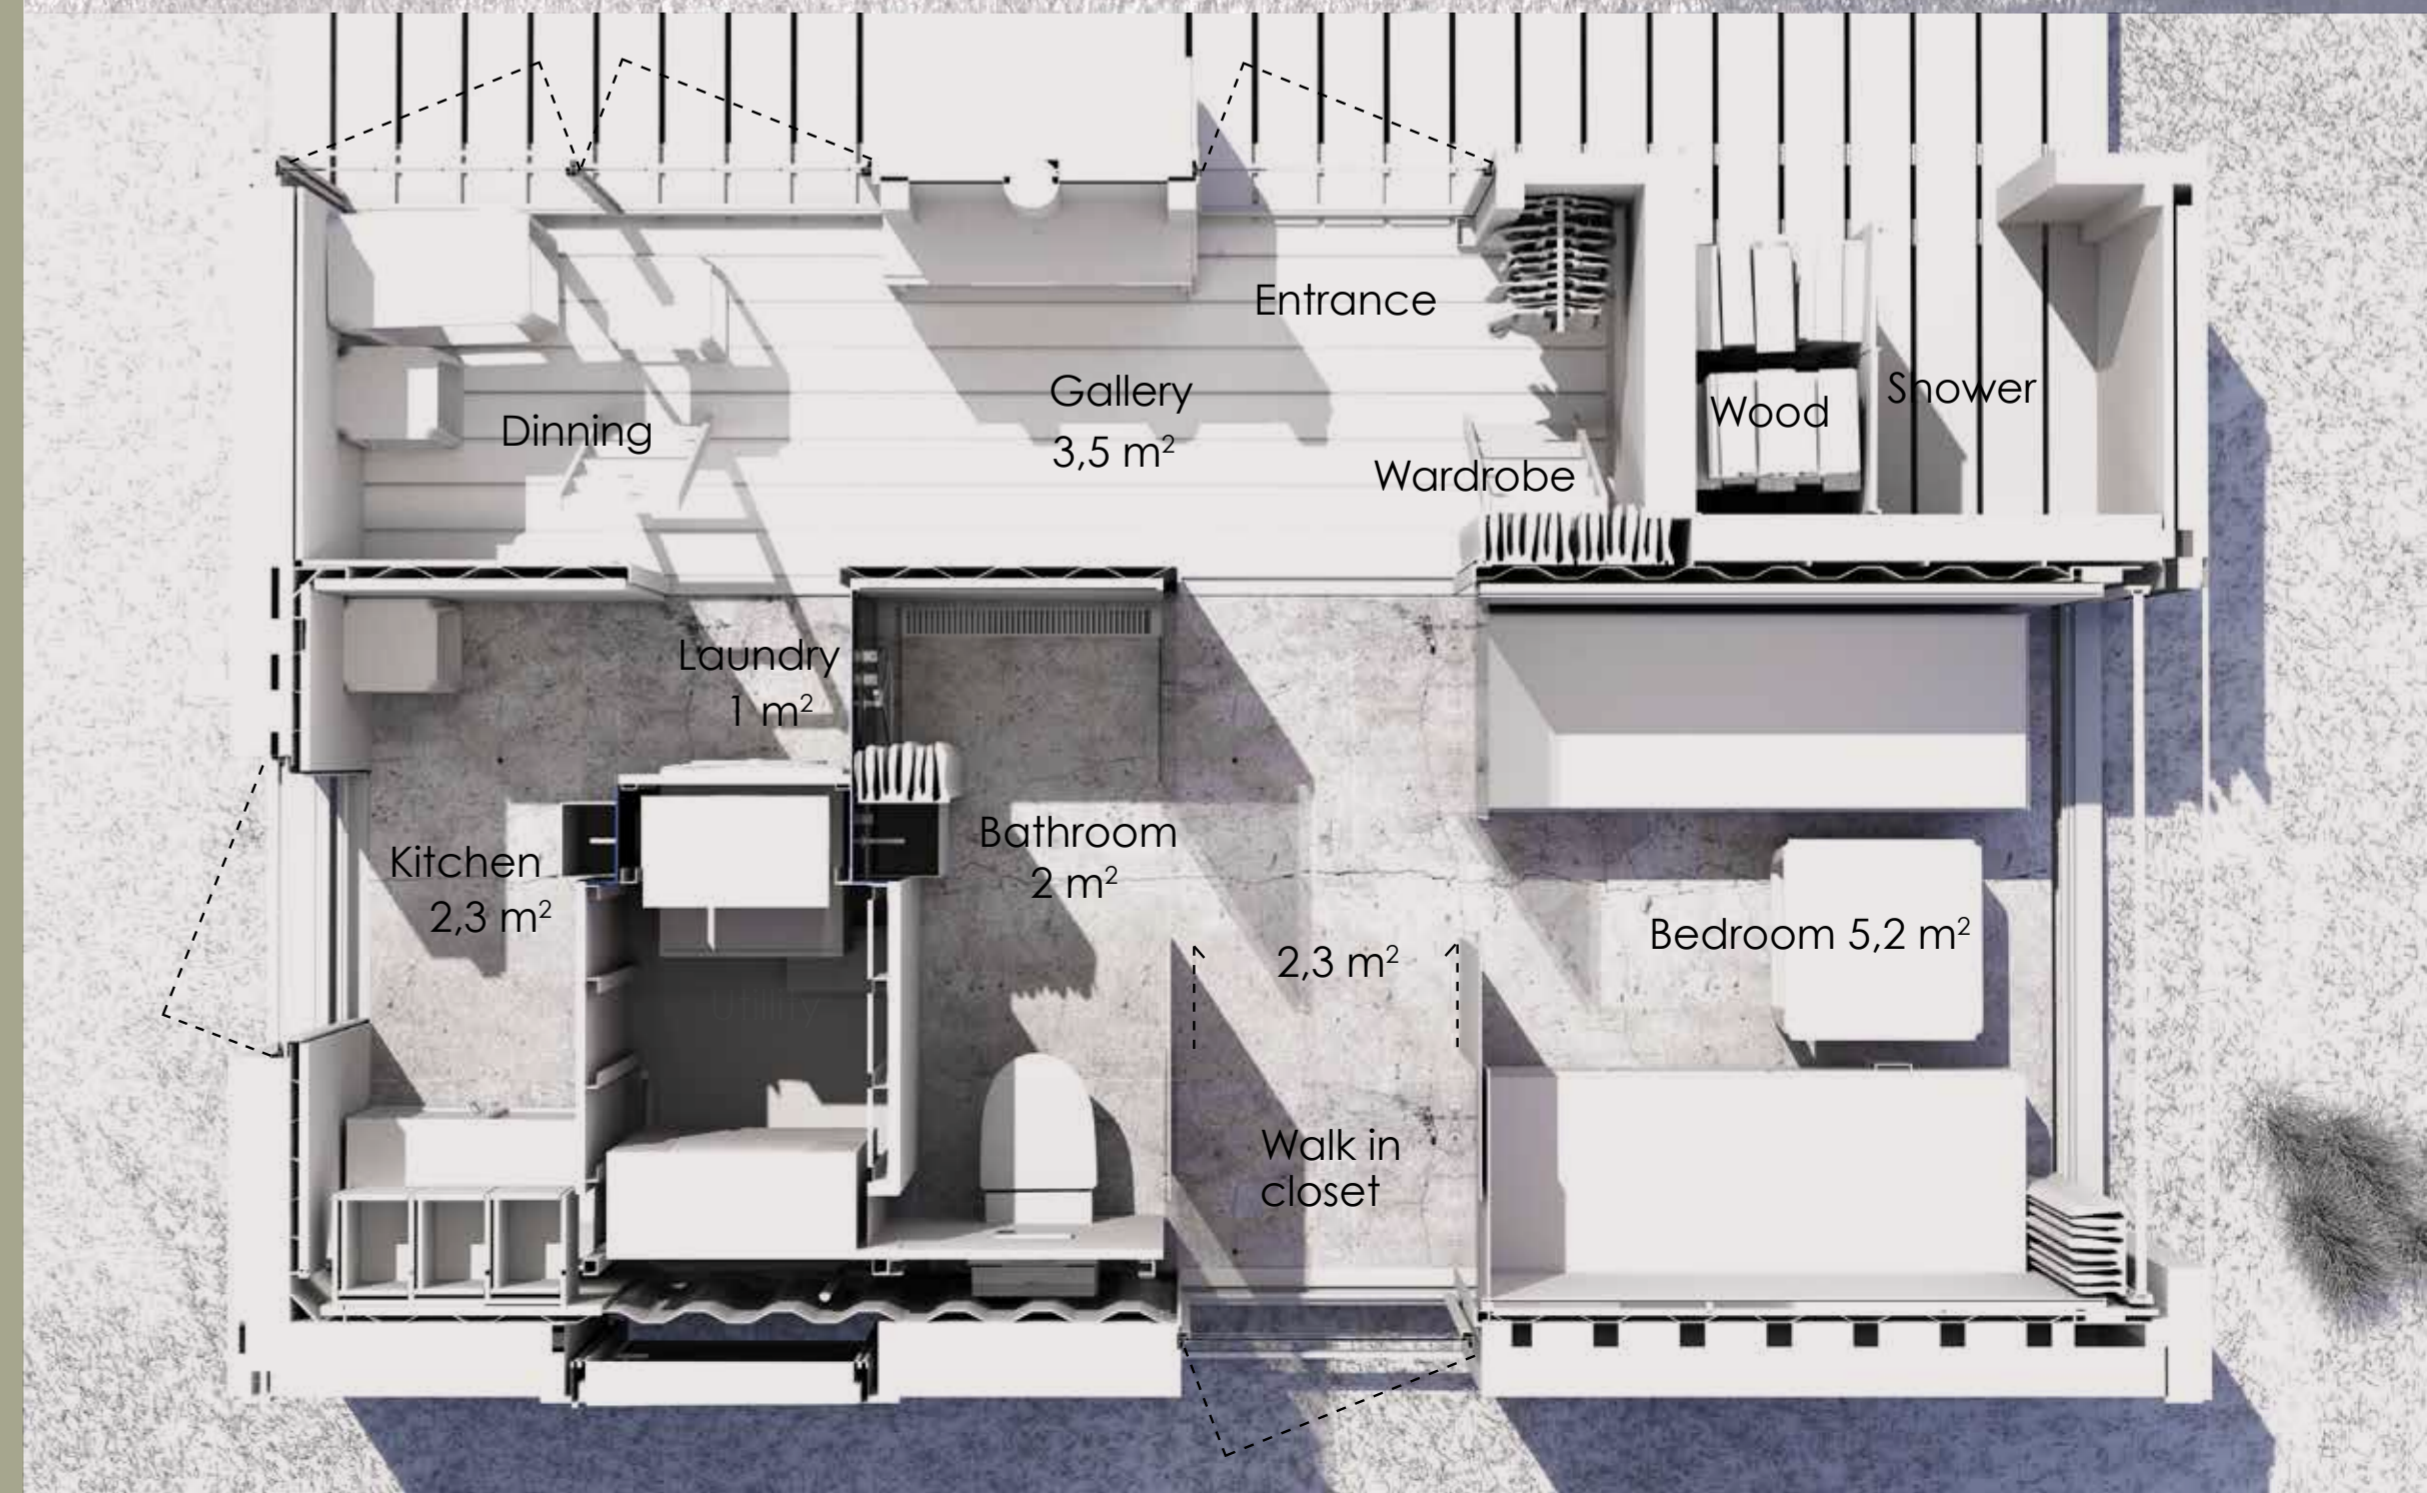 Entrance
Gallery
3,5 m²
Dinning
Wardrobe
Wood
Shower
Laundry
1 m²
Kitchen
2,3 m²
Bathroom
2 m²
Utility
2,3 m²
Bedroom 5,2 m²
Walk in
closet